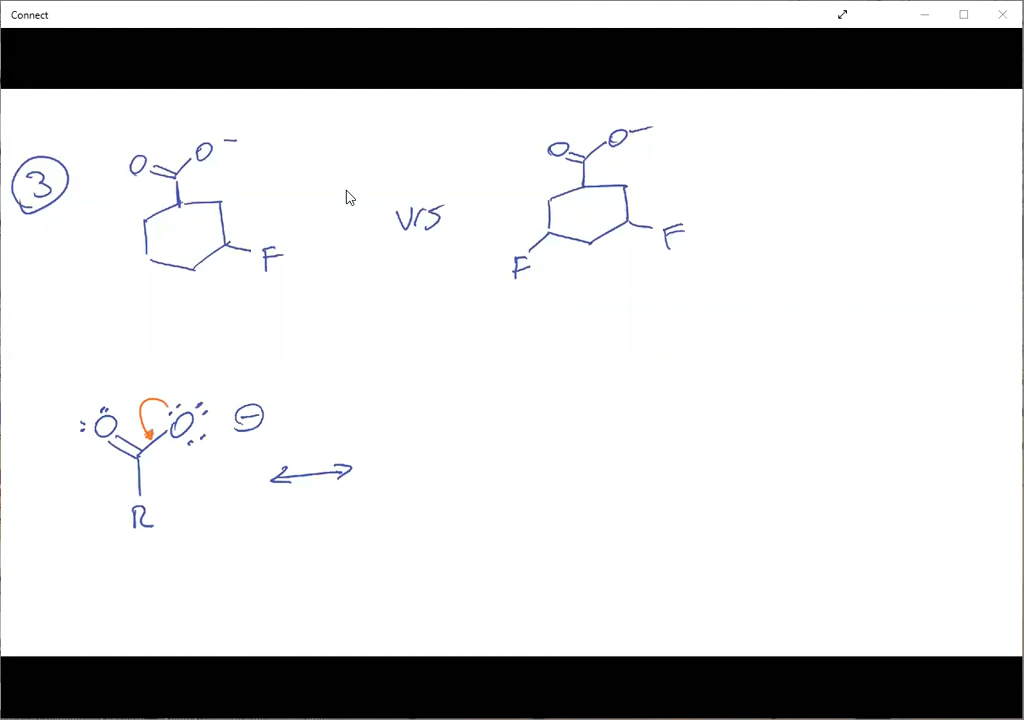 Connect
3
O O -
F
vrs
O O -
F F
:Ö O ⊖
R